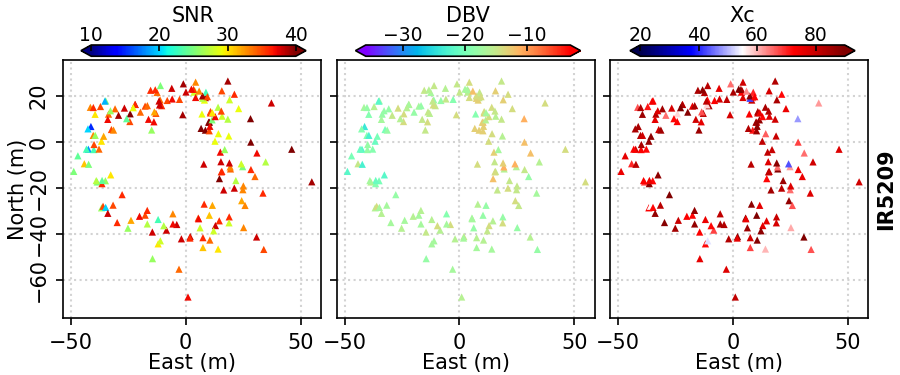 SNR DBV Xc
10 20 30 40 −30 −20 −10 20 40 60 80
North (m)
20
0
−20
−40
−60
−50 0 50 −50 0 50 −50 0 50
East (m) East (m) East (m)
IR5209